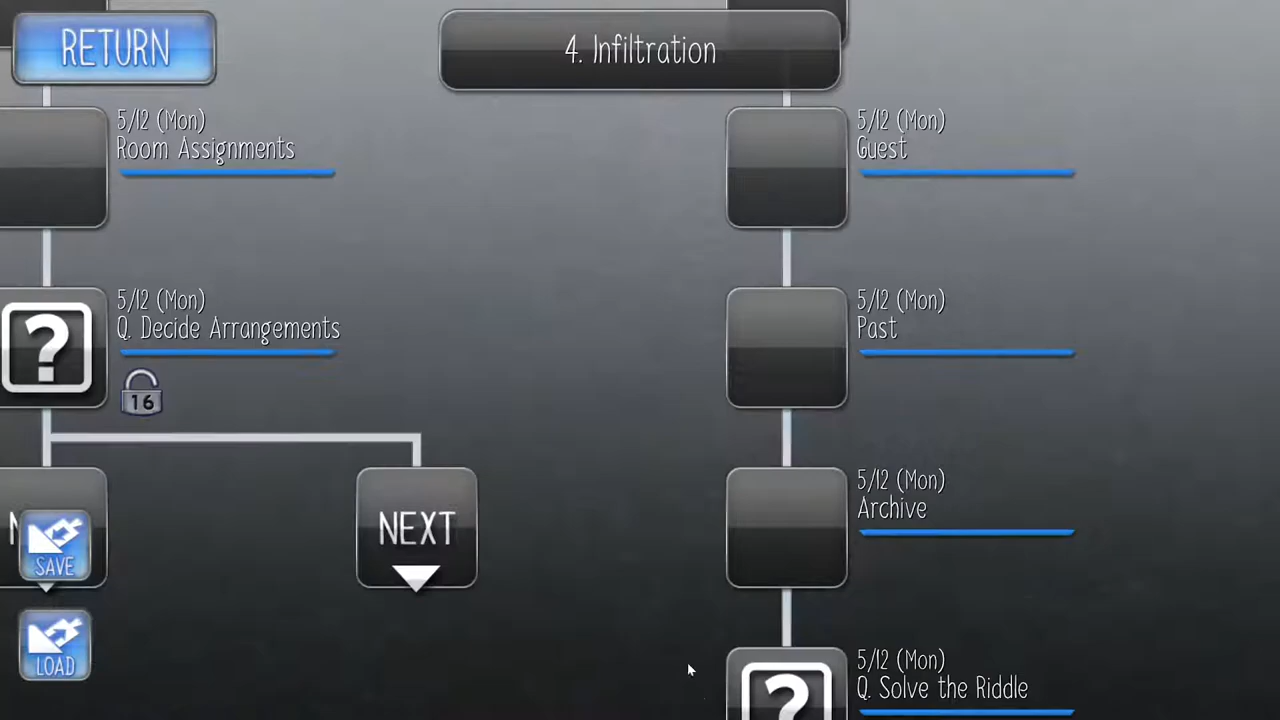 RETURN
4. Infiltration
5/12 (Mon)
Room Assignments
5/12 (Mon)
Guest
?
5/12 (Mon)
Q. Decide Arrangements
16
5/12 (Mon)
Past
NEXT
5/12 (Mon)
Archive
SAVE
LOAD
?
5/12 (Mon)
Q. Solve the Riddle